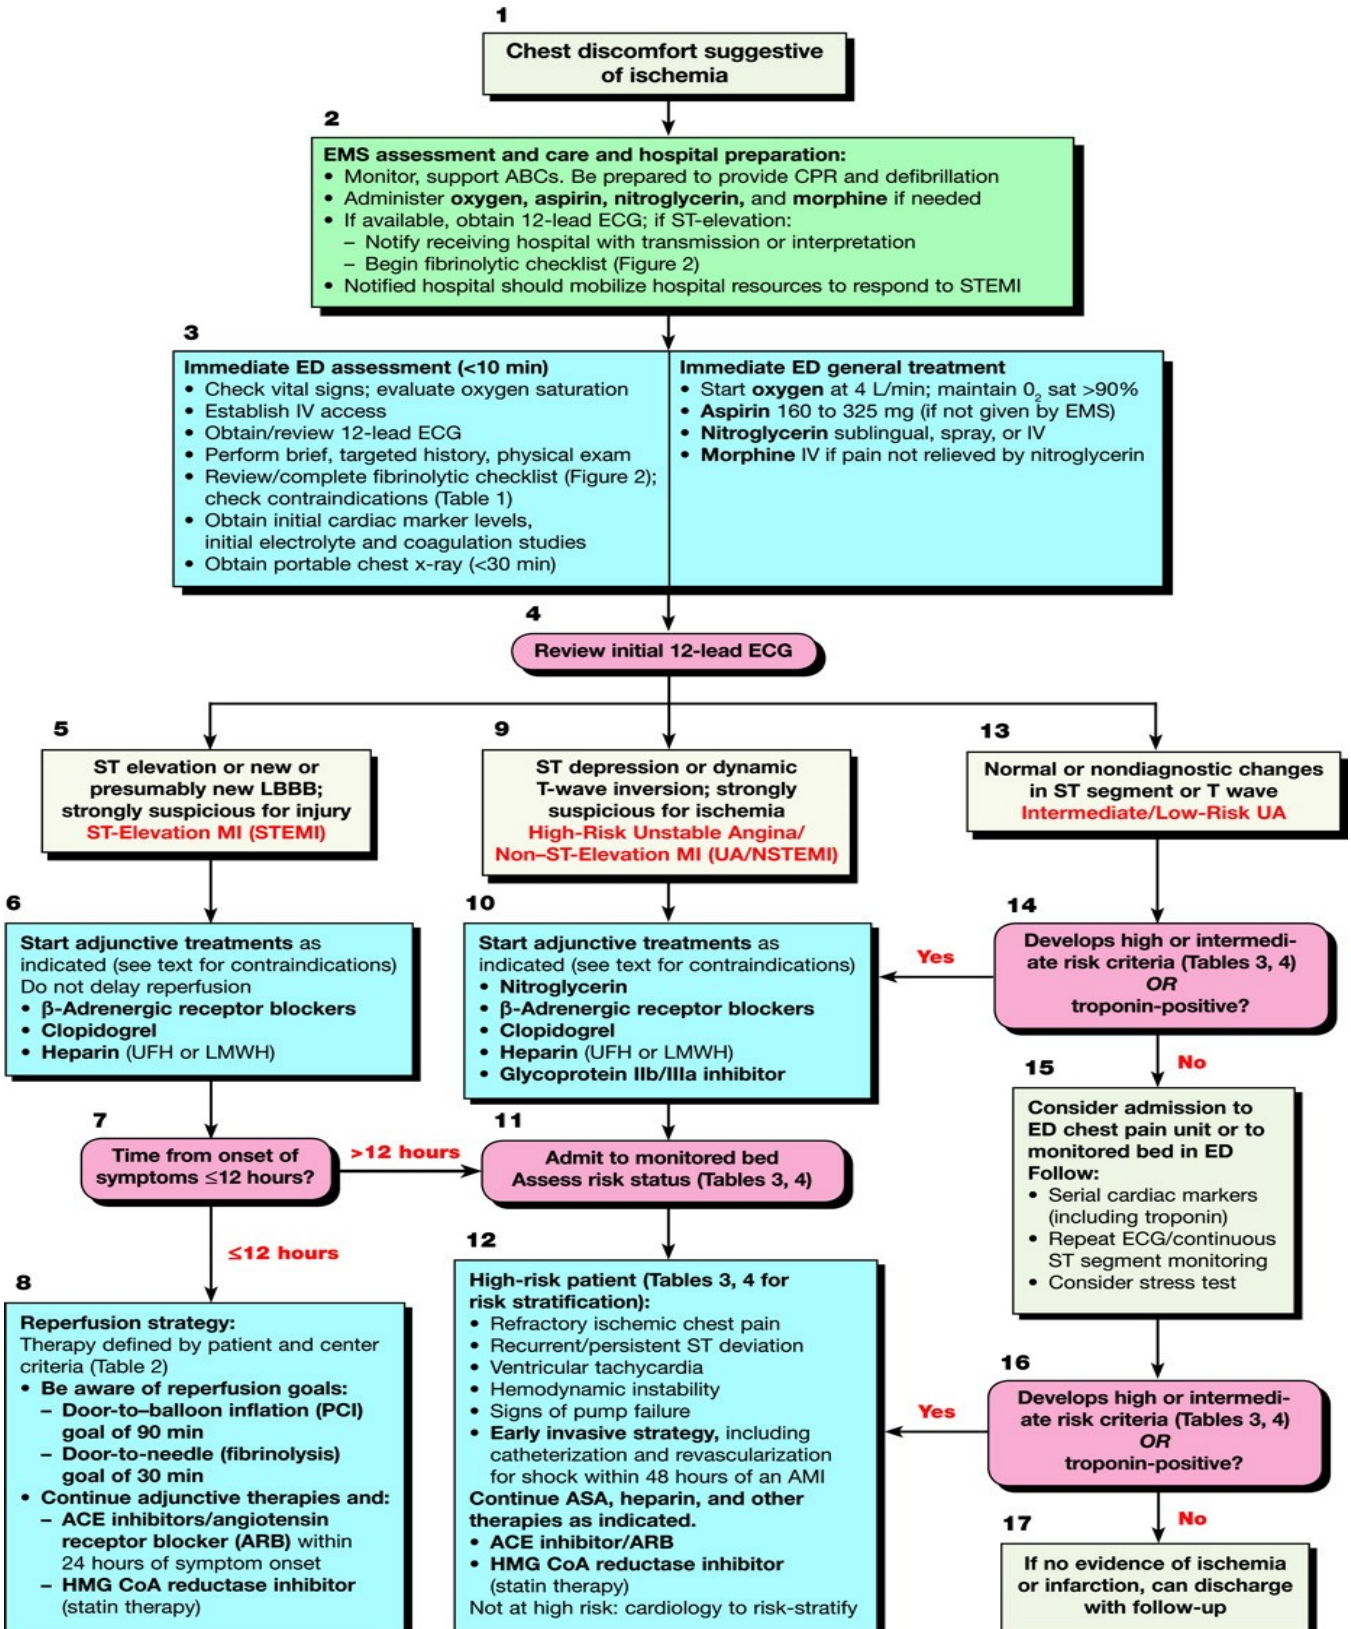 1
Chest discomfort suggestive
of ischemia
2
EMS assessment and care and hospital preparation:
• Monitor, support ABCs. Be prepared to provide CPR and defibrillation
• Administer oxygen, aspirin, nitroglycerin, and morphine if needed
• If available, obtain 12-lead ECG; if ST-elevation:
– Notify receiving hospital with transmission or interpretation
– Begin fibrinolytic checklist (Figure 2)
• Notified hospital should mobilize hospital resources to respond to STEMI
3
Immediate ED assessment (<10 min)
• Check vital signs; evaluate oxygen saturation
• Establish IV access
• Obtain/review 12-lead ECG
• Perform brief, targeted history, physical exam
• Review/complete fibrinolytic checklist (Figure 2);
check contraindications (Table 1)
• Obtain initial cardiac marker levels,
initial electrolyte and coagulation studies
• Obtain portable chest x-ray (<30 min)
Immediate ED general treatment
• Start oxygen at 4 L/min; maintain 0₂ sat >90%
• Aspirin 160 to 325 mg (if not given by EMS)
• Nitroglycerin sublingual, spray, or IV
• Morphine IV if pain not relieved by nitroglycerin
4
Review initial 12-lead ECG
5
ST elevation or new or
presumably new LBBB;
strongly suspicious for injury
ST-Elevation MI (STEMI)
9
ST depression or dynamic
T-wave inversion; strongly
suspicious for ischemia
High-Risk Unstable Angina/
Non–ST-Elevation MI (UA/NSTEMI)
13
Normal or nondiagnostic changes
in ST segment or T wave
Intermediate/Low-Risk UA
6
Start adjunctive treatments as
indicated (see text for contraindications)
Do not delay reperfusion
• β-Adrenergic receptor blockers
• Clopidogrel
• Heparin (UFH or LMWH)
10
Start adjunctive treatments as
indicated (see text for contraindications)
• Nitroglycerin
• β-Adrenergic receptor blockers
• Clopidogrel
• Heparin (UFH or LMWH)
• Glycoprotein IIb/IIIa inhibitor
Yes
14
Develops high or intermedi-
ate risk criteria (Tables 3, 4)
OR
troponin-positive?
No
7
Time from onset of
symptoms ≤12 hours?
>12 hours
11
Admit to monitored bed
Assess risk status (Tables 3, 4)
15
Consider admission to
ED chest pain unit or to
monitored bed in ED
Follow:
• Serial cardiac markers
(including troponin)
• Repeat ECG/continuous
ST segment monitoring
• Consider stress test
≤12 hours
8
Reperfusion strategy:
Therapy defined by patient and center
criteria (Table 2)
• Be aware of reperfusion goals:
– Door-to–balloon inflation (PCI)
goal of 90 min
– Door-to-needle (fibrinolysis)
goal of 30 min
• Continue adjunctive therapies and:
– ACE inhibitors/angiotensin
receptor blocker (ARB) within
24 hours of symptom onset
– HMG CoA reductase inhibitor
(statin therapy)
12
High-risk patient (Tables 3, 4 for
risk stratification):
• Refractory ischemic chest pain
• Recurrent/persistent ST deviation
• Ventricular tachycardia
• Hemodynamic instability
• Signs of pump failure
• Early invasive strategy, including
catheterization and revascularization
for shock within 48 hours of an AMI
Continue ASA, heparin, and other
therapies as indicated.
• ACE inhibitor/ARB
• HMG CoA reductase inhibitor
(statin therapy)
Not at high risk: cardiology to risk-stratify
Yes
16
Develops high or intermedi-
ate risk criteria (Tables 3, 4)
OR
troponin-positive?
No
17
If no evidence of ischemia
or infarction, can discharge
with follow-up